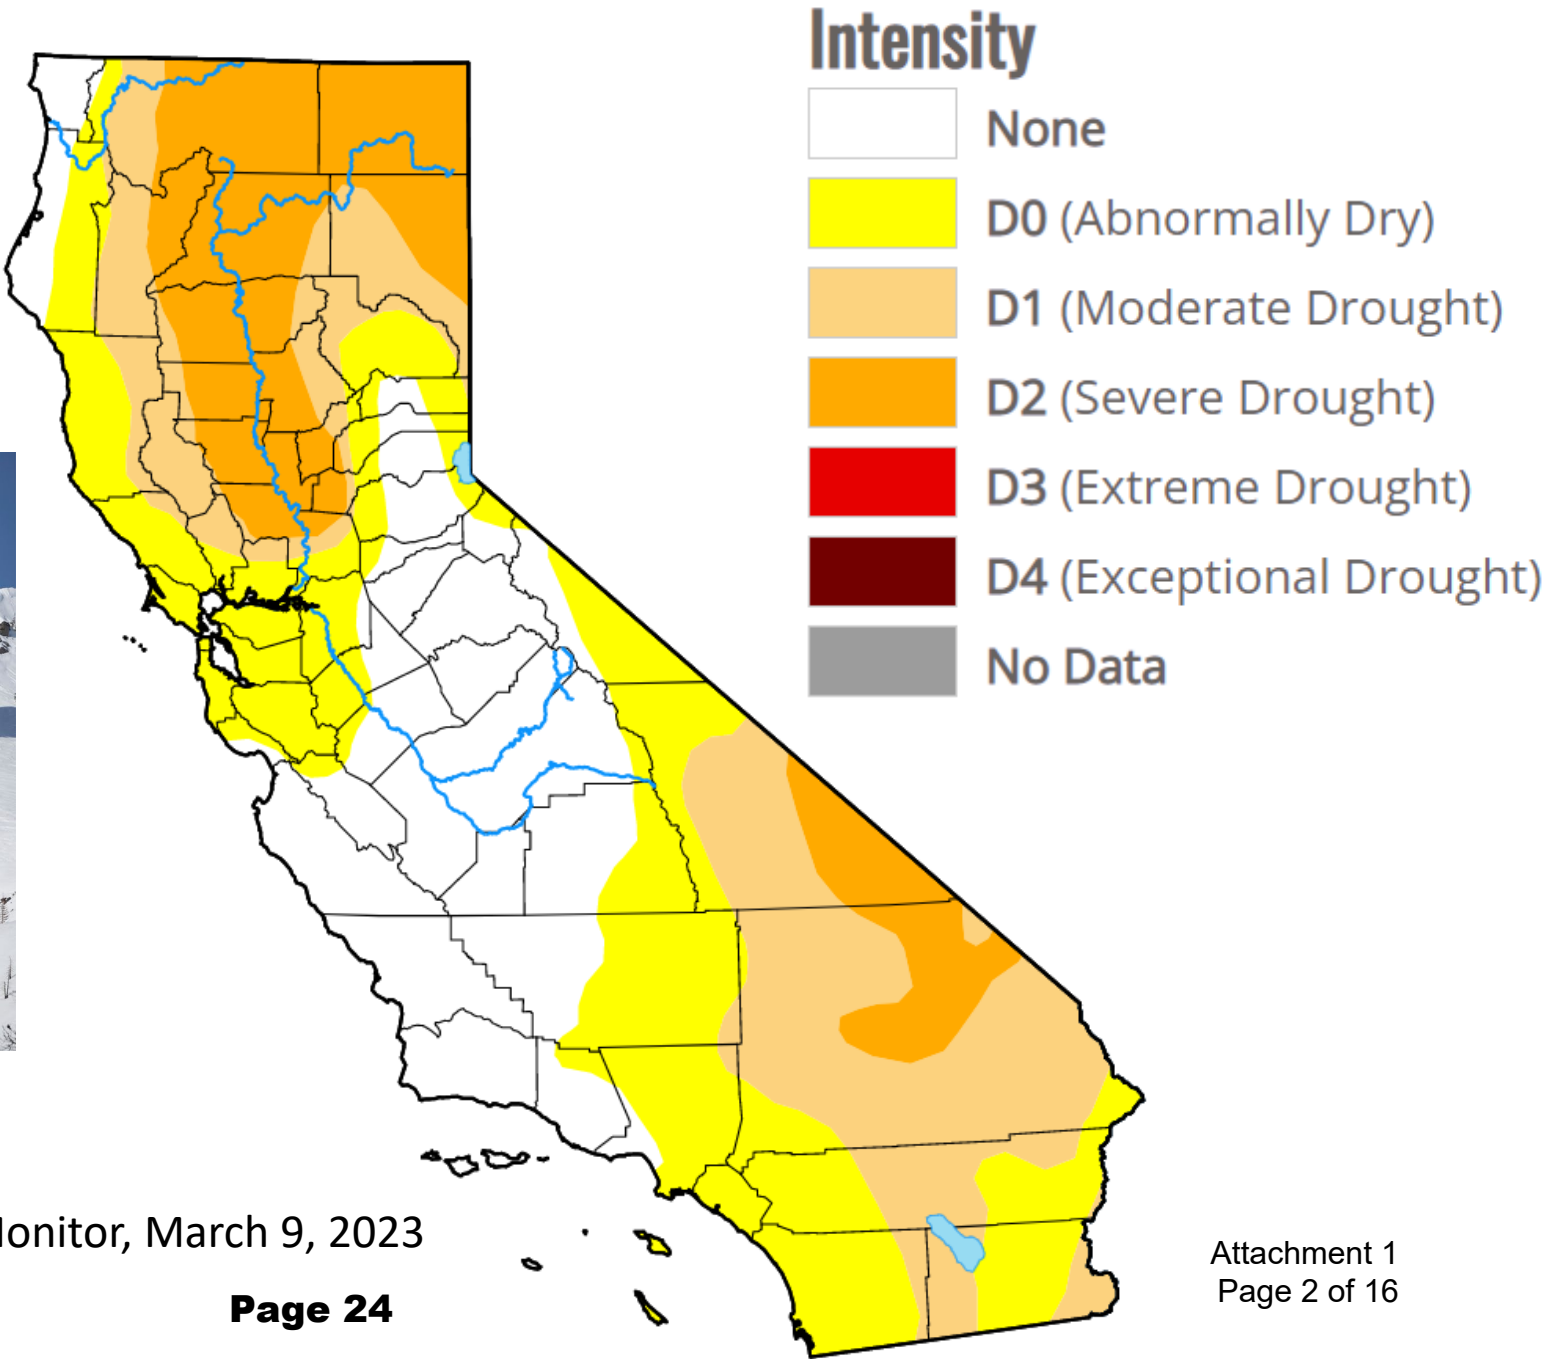 Intensity
None
D0 (Abnormally Dry)
D1 (Moderate Drought)
D2 (Severe Drought)
D3 (Extreme Drought)
D4 (Exceptional Drought)
No Data
March 9, 2023
Page 24
Attachment 1
Page 2 of 16